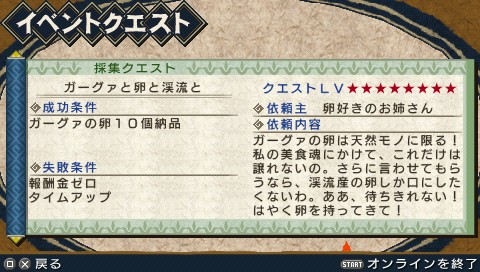 イベントクエスト
採集クエスト
ガーグァと卵と渓流と
クエストLV★★★★★★★★
成功条件
ガーグァの卵10個納品
失敗条件
報酬金ゼロ
タイムアップ
依頼主 卵好きのお姉さん
依頼内容
ガーグァの卵は天然モノに限る!
私の美食魂にかけて、これだけは
譲れないの。さらに言わせてもら
うなら、渓流産の卵しか口にした
くないわ。ああ、待ちきれない!
はやく卵を持ってきて!
戻る
START オンラインを終了